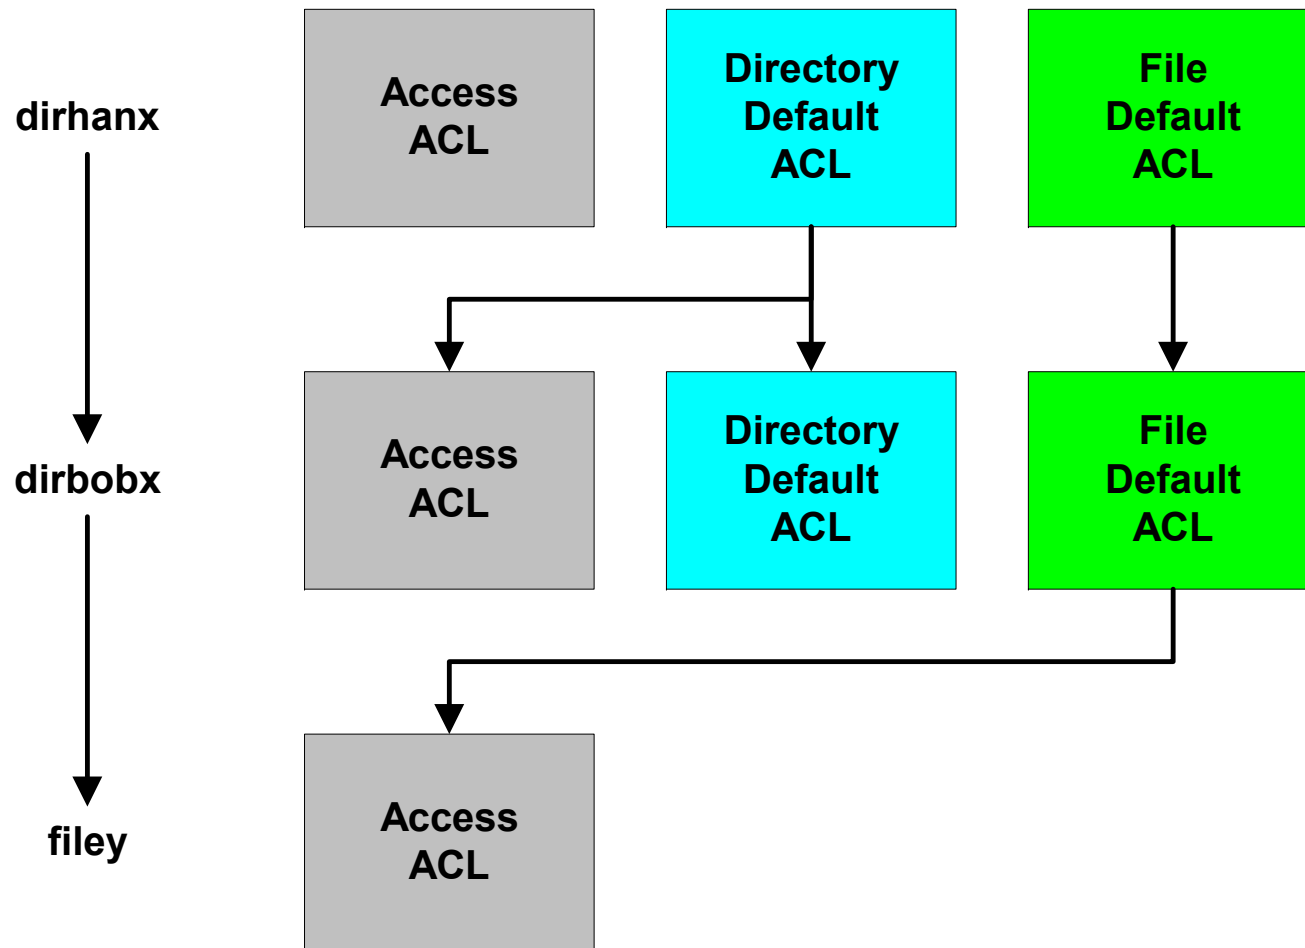 dirhanx
Access
ACL
Directory
Default
ACL
File
Default
ACL
dirbobx
Access
ACL
Directory
Default
ACL
File
Default
ACL
filey
Access
ACL